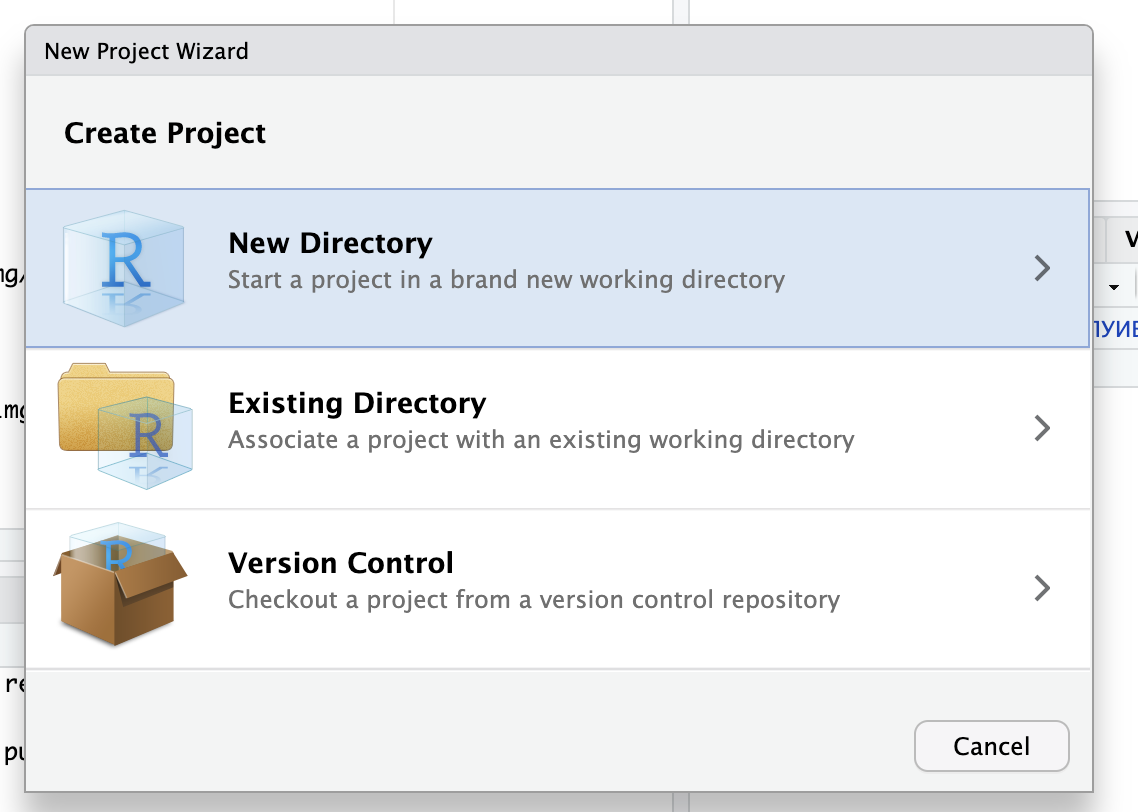 New Project Wizard
Create Project
R
New Directory
Start a project in a brand new working directory
R
Existing Directory
Associate a project with an existing working directory
R
Version Control
Checkout a project from a version control repository
Cancel